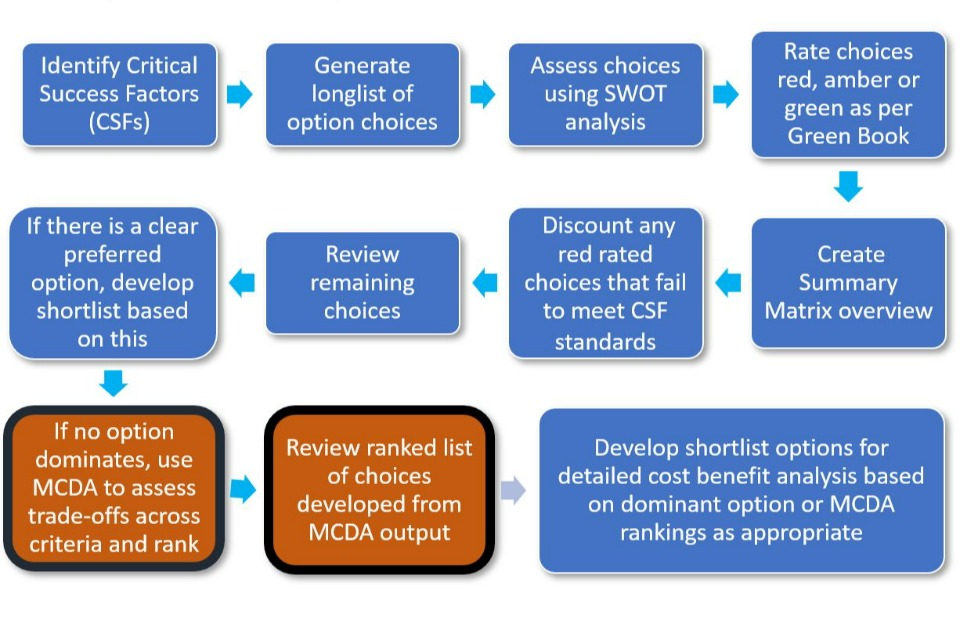 Identify Critical
Success Factors
(CSFs)
Generate
longlist of
option choices
Assess choices
using SWOT
analysis
Rate choices
red, amber or
green as per
Green Book
Create
Summary
Matrix overview
Discount any
red rated
choices that fail
to meet CSF
standards
Review
remaining
choices
If there is a clear
preferred
option, develop
shortlist based
on this
If no option
dominates, use
MCDA to assess
trade-offs across
criteria and rank
Review ranked list
of choices
developed from
MCDA output
Develop shortlist options for
detailed cost benefit analysis based
on dominant option or MCDA
rankings as appropriate